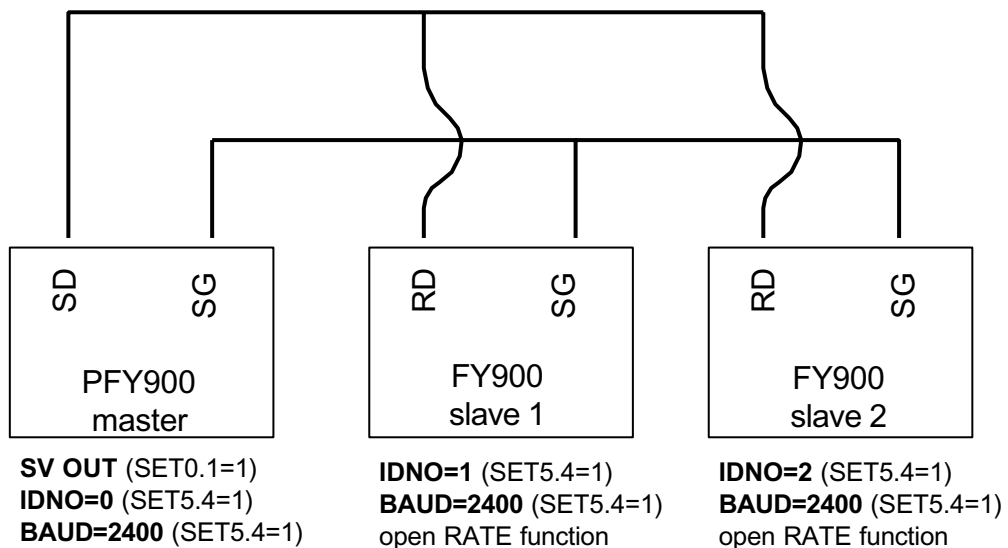 SD SG
PFY900
master
SV OUT (SET0.1=1)
IDNO=0 (SET5.4=1)
BAUD=2400 (SET5.4=1)
RD SG
FY900
slave 1
IDNO=1 (SET5.4=1)
BAUD=2400 (SET5.4=1)
open RATE function
RD SG
FY900
slave 2
IDNO=2 (SET5.4=1)
BAUD=2400 (SET5.4=1)
open RATE function